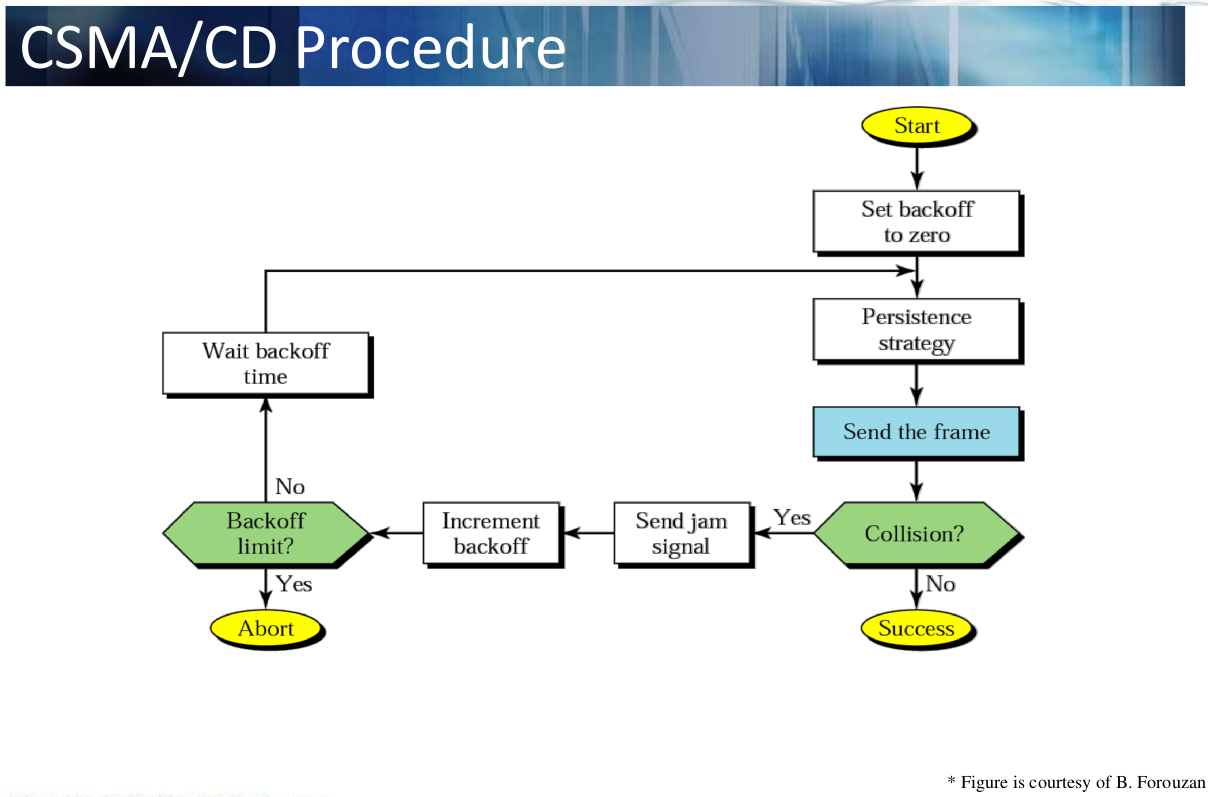 CSMA/CD Procedure
Start
Set backoff
to zero
Persistence
strategy
Send the frame
Collision?
Yes
No
Success
Send jam
signal
Increment
backoff
Backoff
limit?
No
Yes
Abort
Wait backoff
time
* Figure is courtesy of B. Forouzan